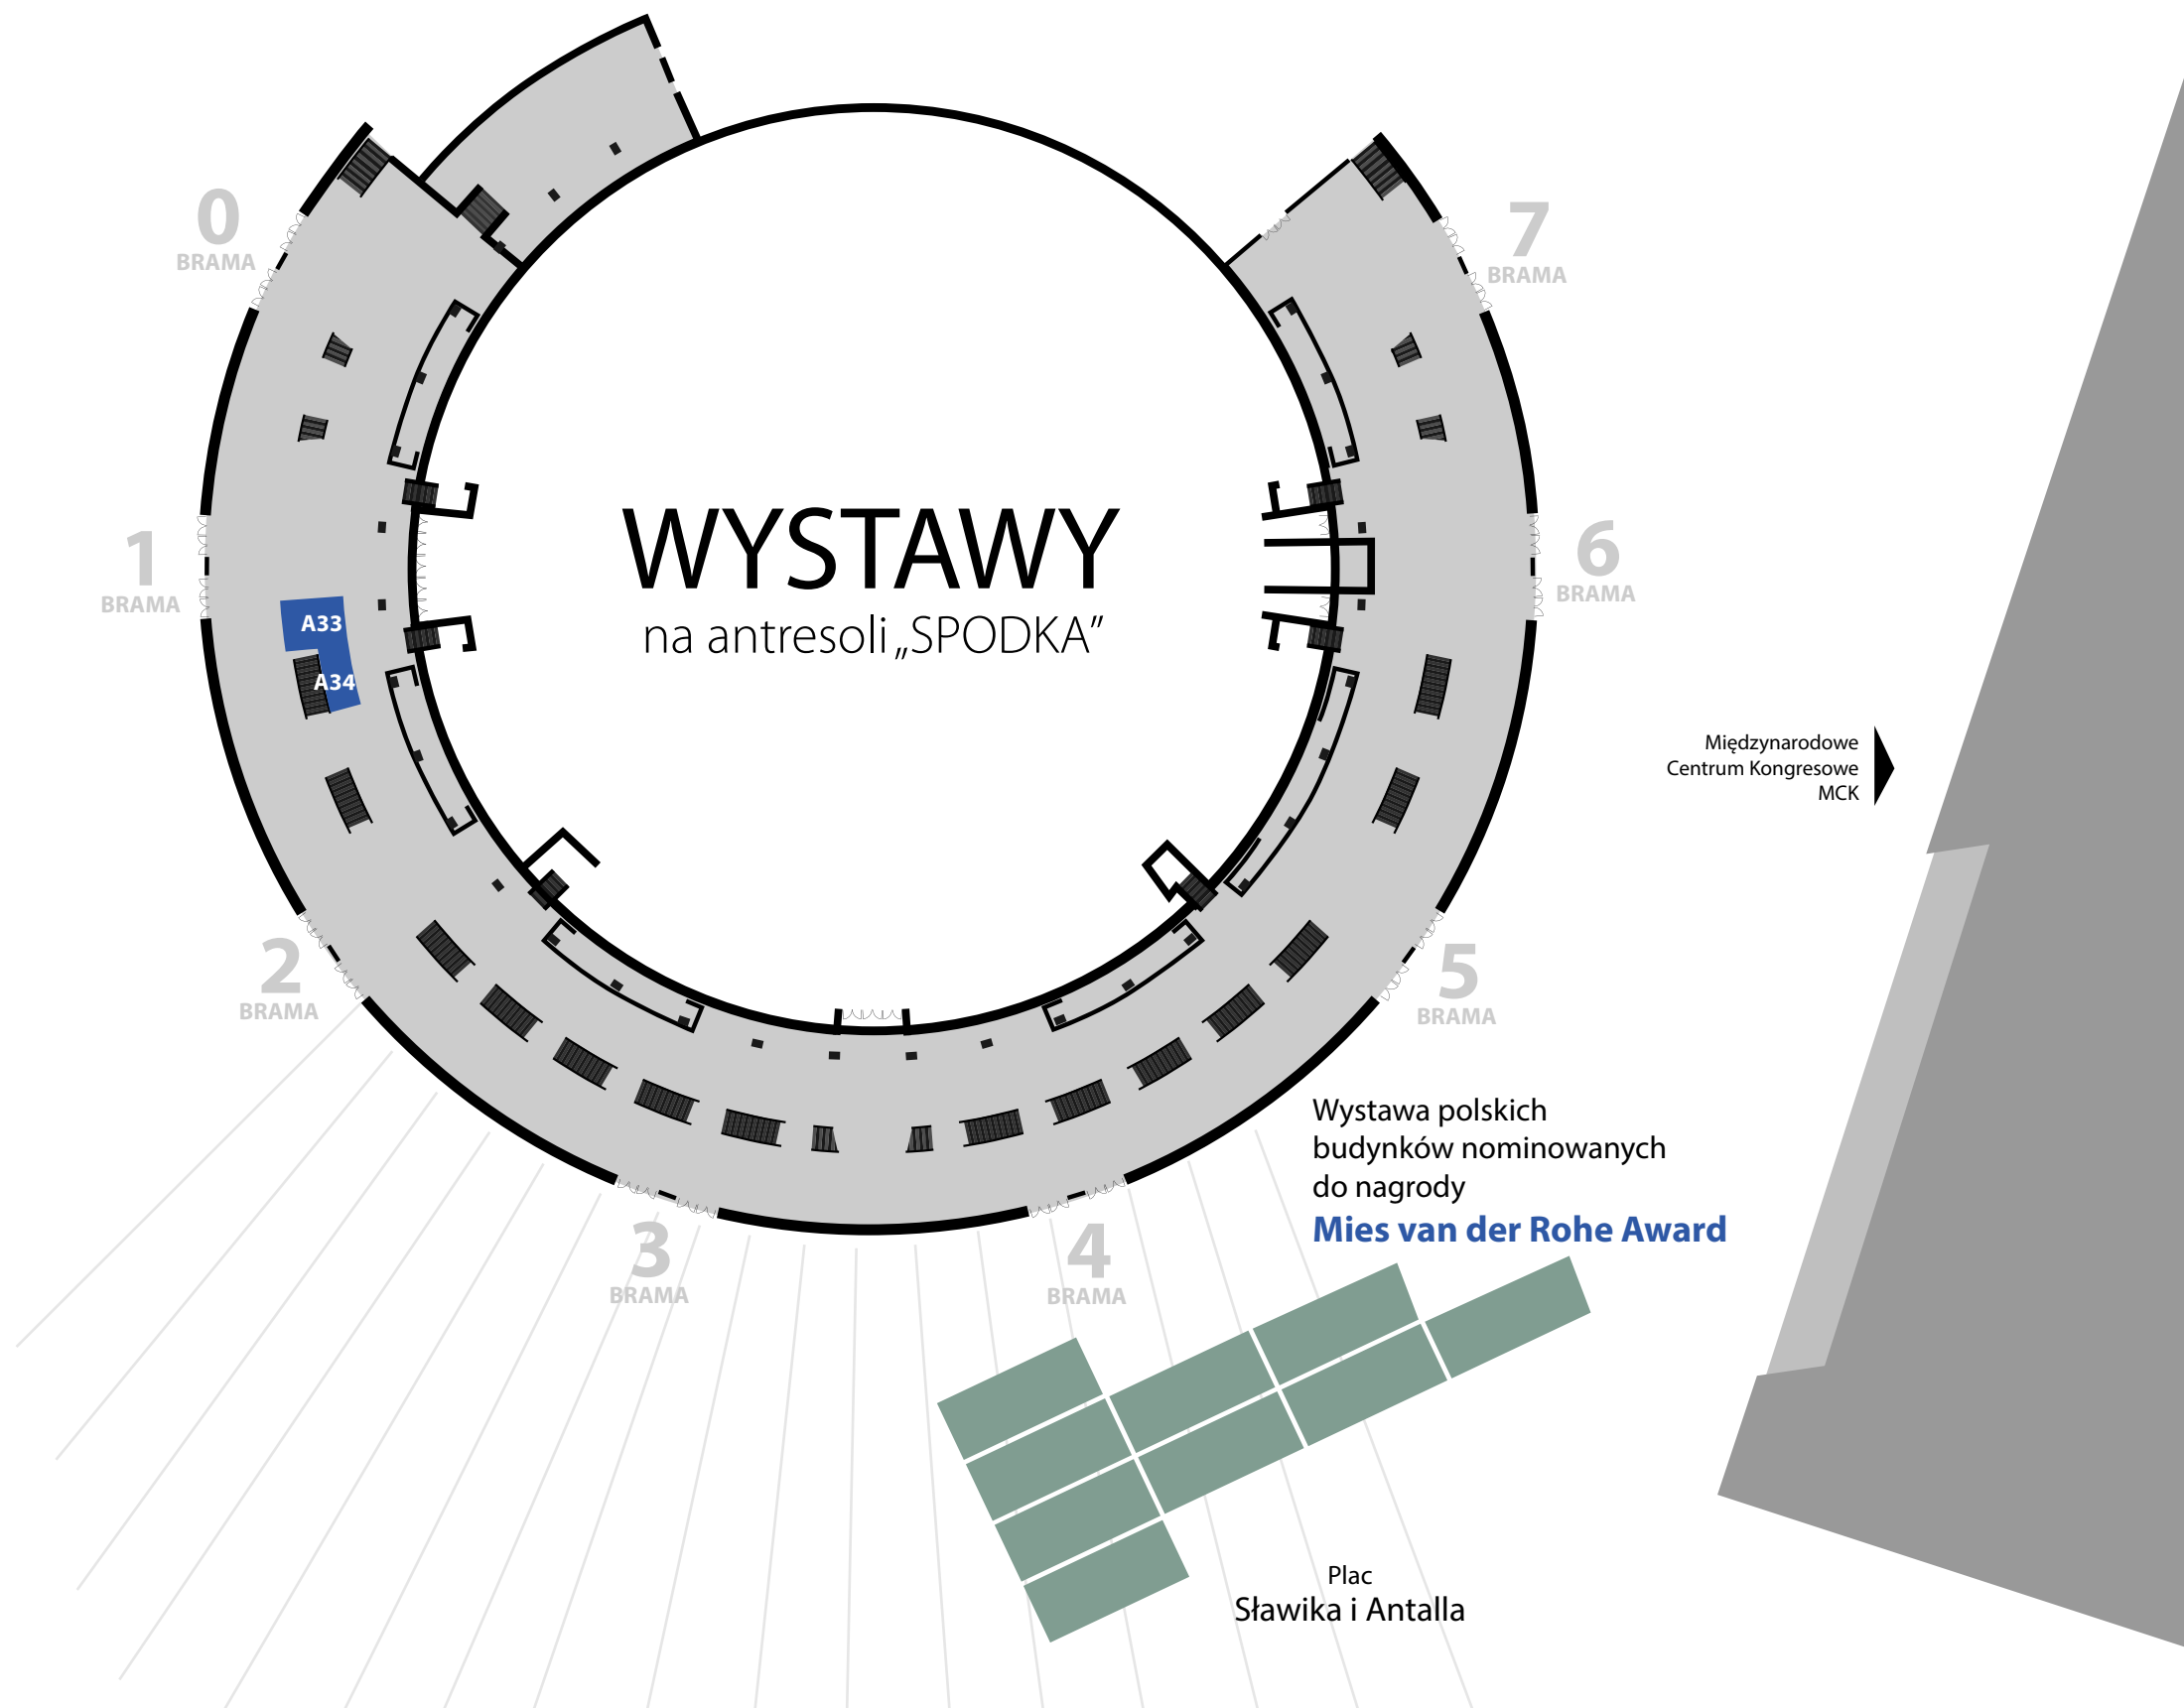 0
BRAMA
7
BRAMA
WYSTAWY
na antresoli „SPODKA”
1
BRAMA
6
BRAMA
A33
A34
Międzynarodowe
Centrum Kongresowe
MCK
2
BRAMA
5
BRAMA
Wystawa polskich
budynków nominowanych
do nagrody
Mies van der Rohe Award
3
BRAMA
4
BRAMA
Plac
Sławika i Antalla